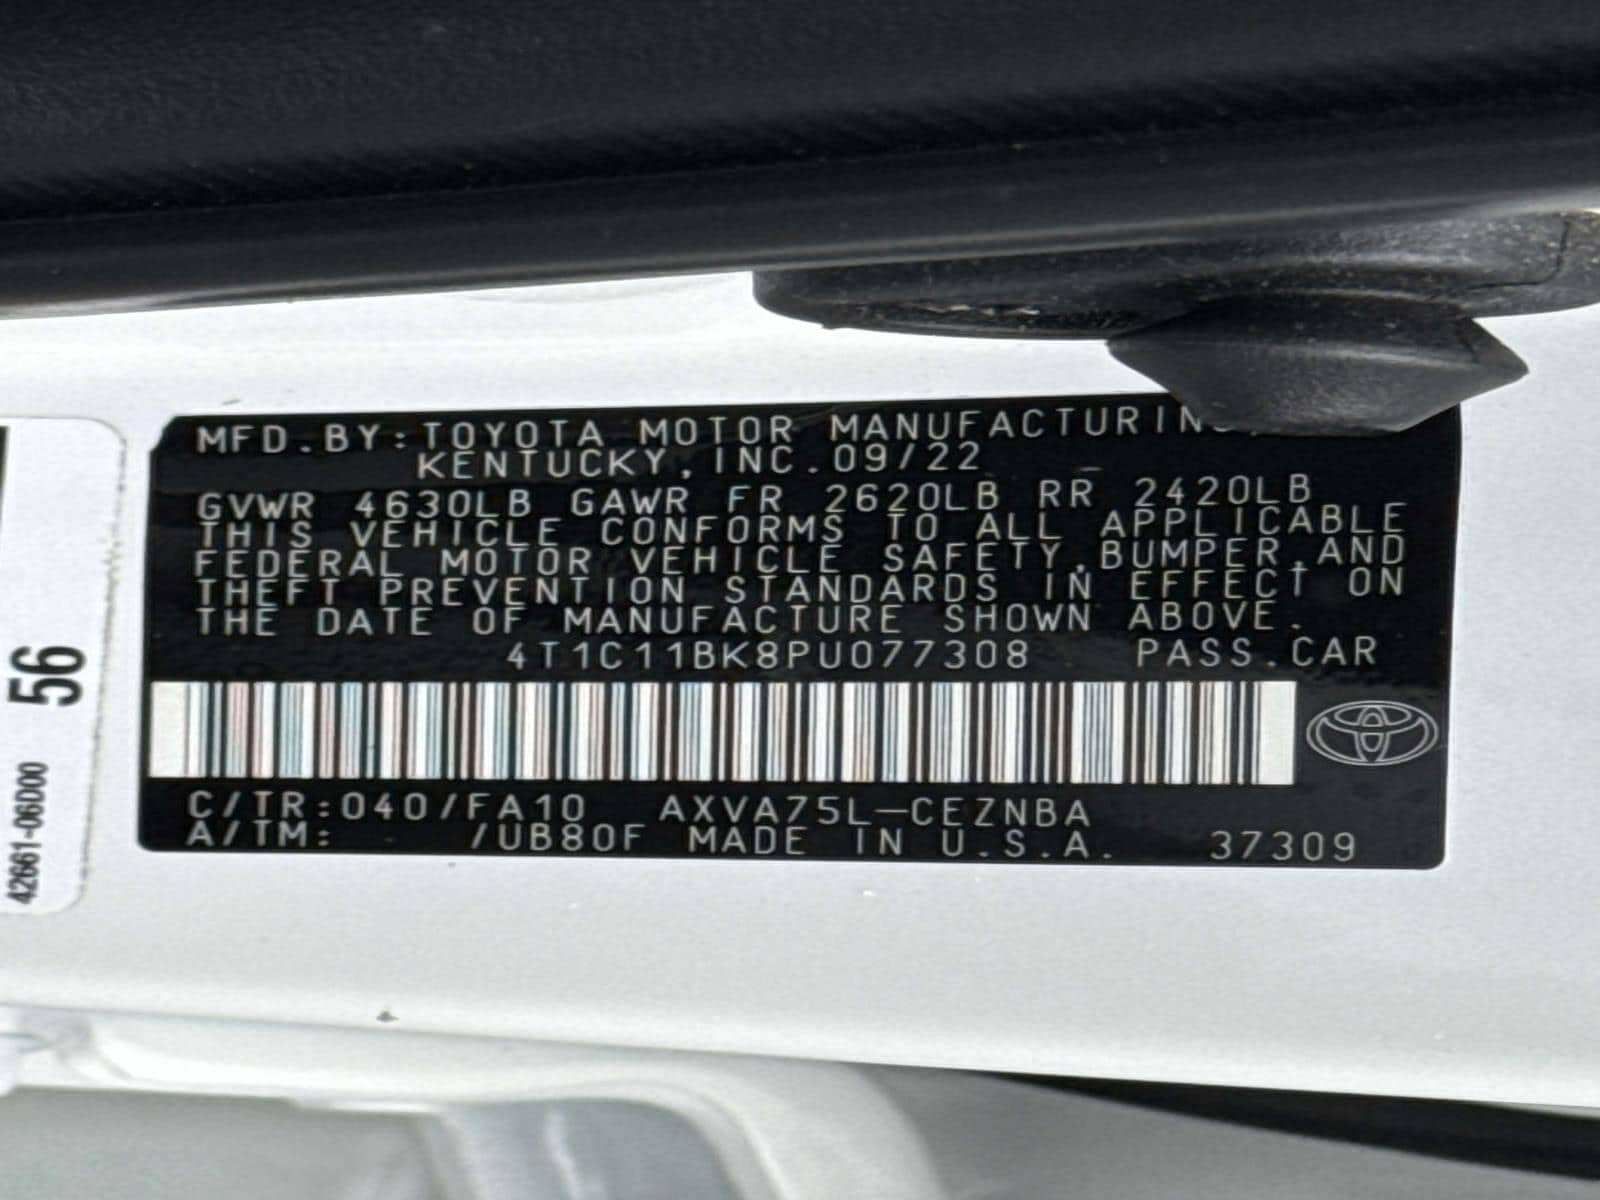 MFD.BY:TOYOTA MOTOR MANUFACTURING,
KENTUCKY,INC.09/22
GVWR 4630LB GAWR FR 2620LB RR 2420LB
THIS VEHICLE CONFORMS TO ALL APPLICABLE
FEDERAL MOTOR VEHICLE SAFETY,BUMPER,AND
THEFT PREVENTION STANDARDS IN EFFECT ON
THE DATE OF MANUFACTURE SHOWN ABOVE.
4T1C11BK8PU077308 PASS.CAR
C/TR:040/FA10 AXVA75L-CEZNBA
A/TM: - /UB80F MADE IN U.S.A. 37309
42661-06D00 56